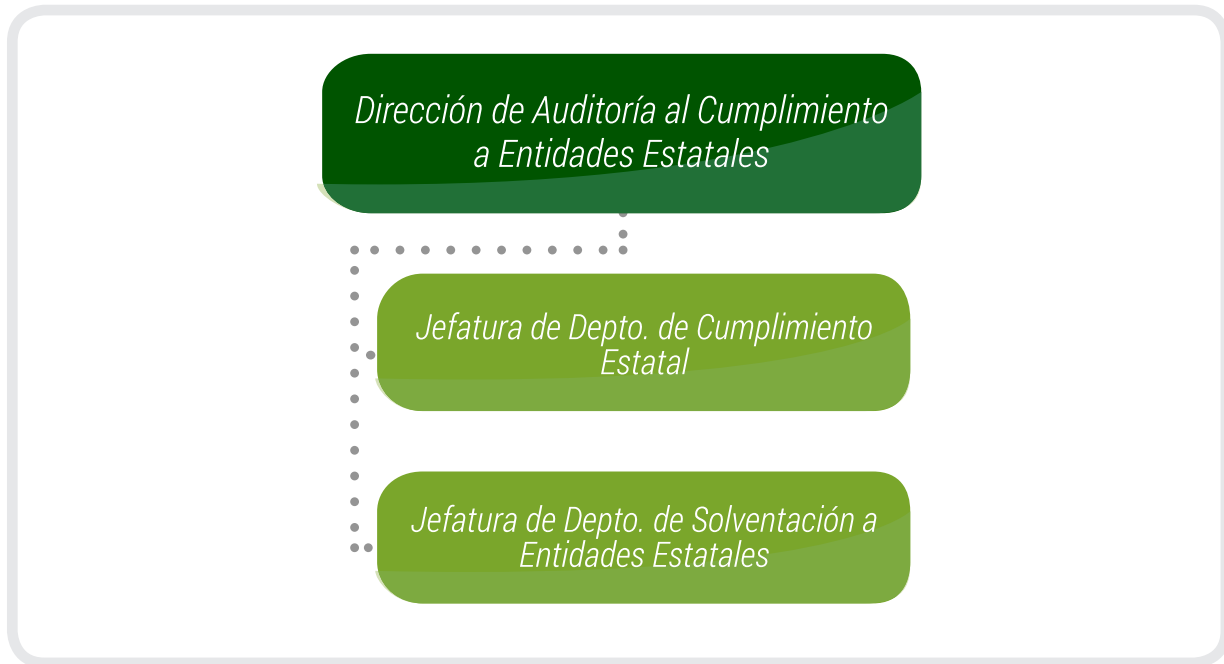 Dirección de Auditoría al Cumplimiento
a Entidades Estatales
Jefatura de Depto. de Cumplimiento
Estatal
Jefatura de Depto. de Solventación a
Entidades Estatales